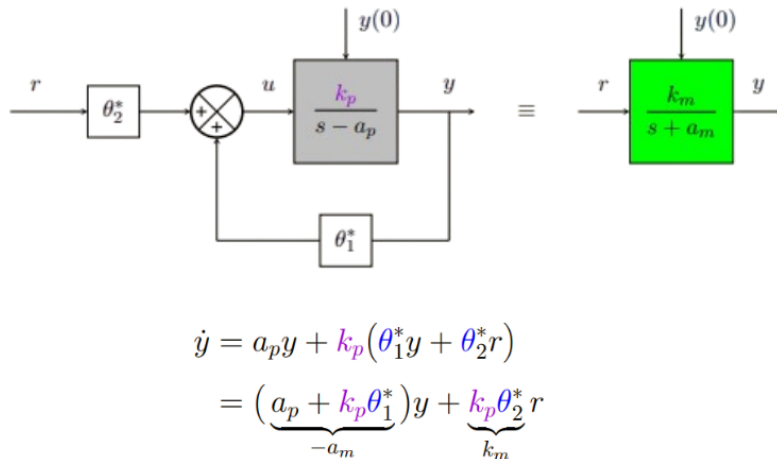 y(0) y(0)
r u y r y
θ₂* + + k_p/(s − a_p) ≡ k_m/(s + a_m)
θ₁*
ẏ = a_p y + k_p(θ₁* y + θ₂* r)
= (a_p + k_p θ₁*)y + k_p θ₂* r
−a_m k_m